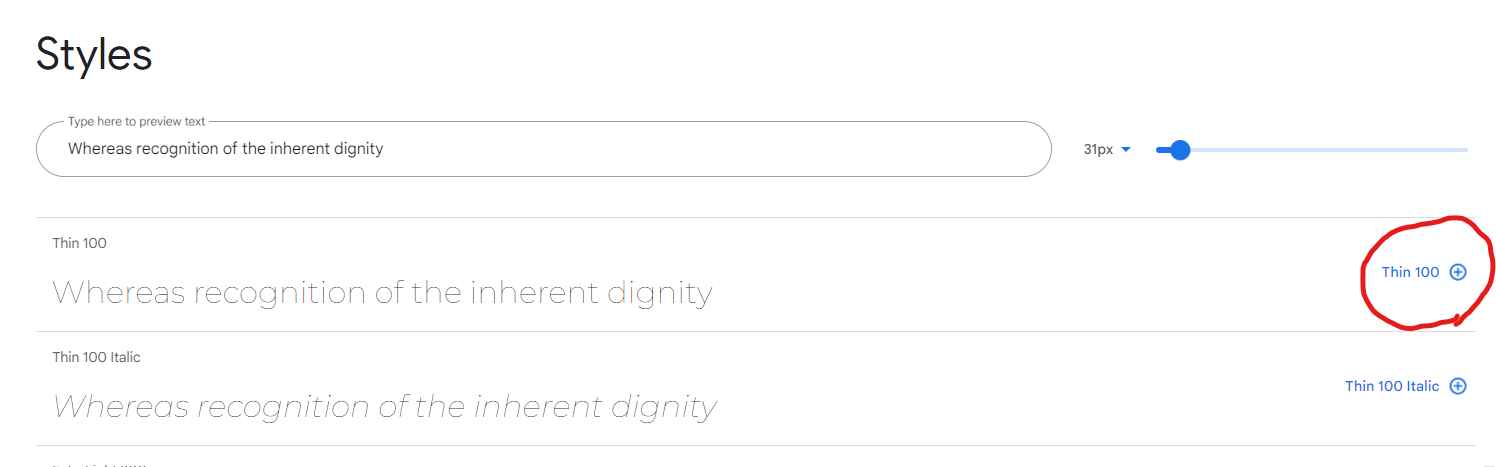 Styles
Type here to preview text
Whereas recognition of the inherent dignity
31px
Thin 100
Whereas recognition of the inherent dignity
Thin 100
Thin 100 Italic
Whereas recognition of the inherent dignity
Thin 100 Italic